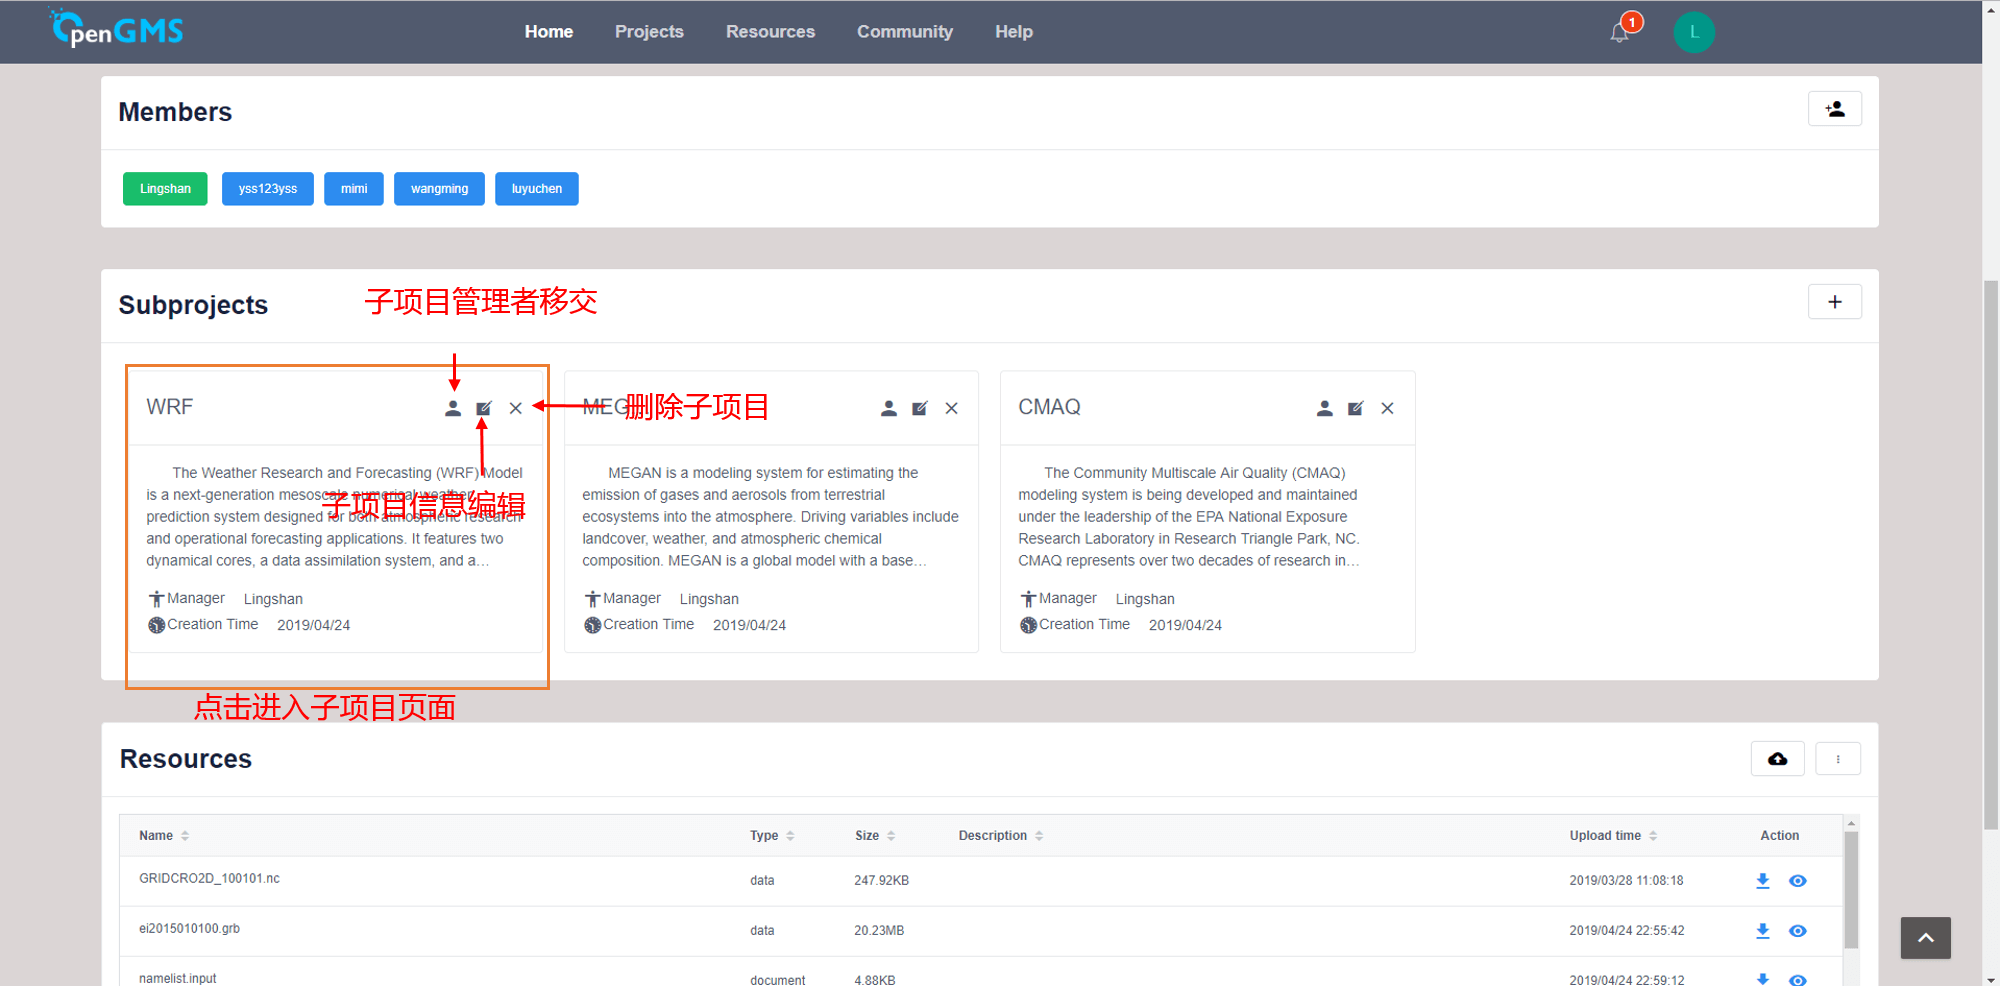 OpenGMS
Home Projects Resources Community Help
1
L
Members
Lingshan yss123yss mimi wangming luyuchen
Subprojects
子项目管理者移交
WRF
The Weather Research and Forecasting (WRF) Model
is a next-generation mesoscale numerical weather
prediction system designed for both atmospheric research
and operational forecasting applications. It features two
dynamical cores, a data assimilation system, and a...
Manager Lingshan
Creation Time 2019/04/24
删除子项目
子项目信息编辑
点击进入子项目页面
MEGAN is a modeling system for estimating the
emission of gases and aerosols from terrestrial
ecosystems into the atmosphere. Driving variables include
landcover, weather, and atmospheric chemical
composition. MEGAN is a global model with a base...
Manager Lingshan
Creation Time 2019/04/24
CMAQ
The Community Multiscale Air Quality (CMAQ)
modeling system is being developed and maintained
under the leadership of the EPA National Exposure
Research Laboratory in Research Triangle Park, NC.
CMAQ represents over two decades of research in...
Manager Lingshan
Creation Time 2019/04/24
Resources
Name Type Size Description Upload time Action
GRIDCRO2D_100101.nc data 247.92KB 2019/03/28 11:08:18
ei2015010100.grb data 20.23MB 2019/04/24 22:55:42
namelist.input document 4.88KB 2019/04/24 22:59:12